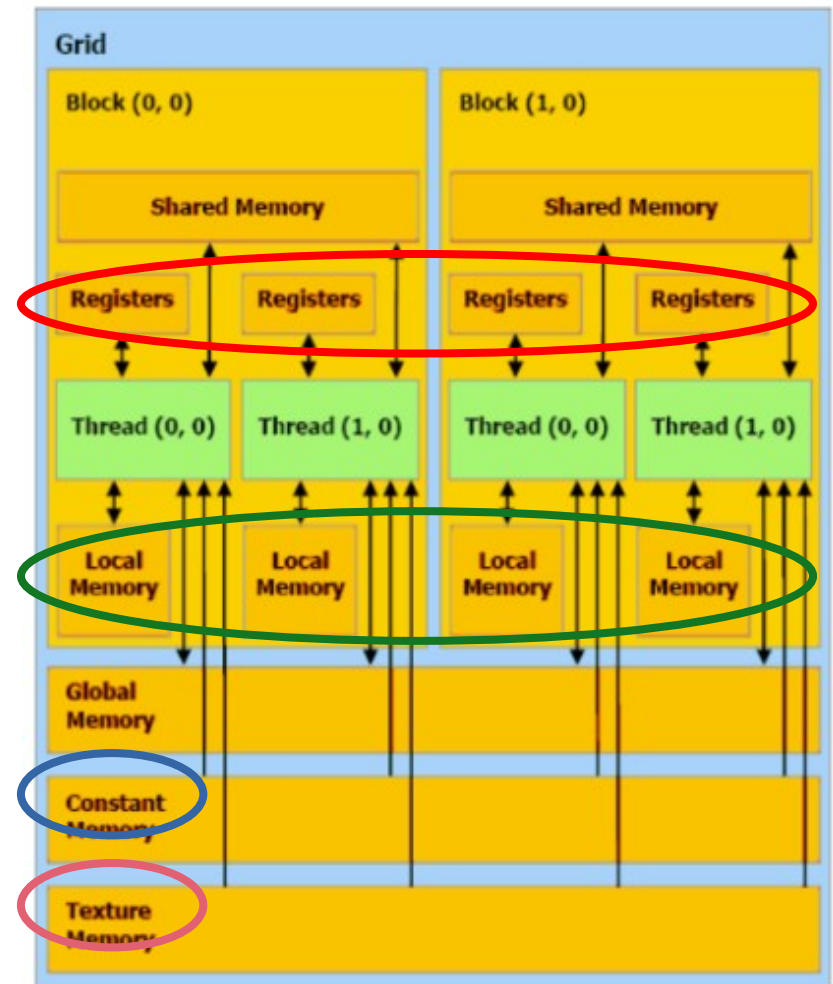 Grid
Block (0, 0)
Block (1, 0)
Shared Memory
Shared Memory
Registers
Registers
Registers
Registers
Thread (0, 0)
Thread (1, 0)
Thread (0, 0)
Thread (1, 0)
Local
Memory
Local
Memory
Local
Memory
Local
Memory
Global
Memory
Constant
Memory
Texture
Memory